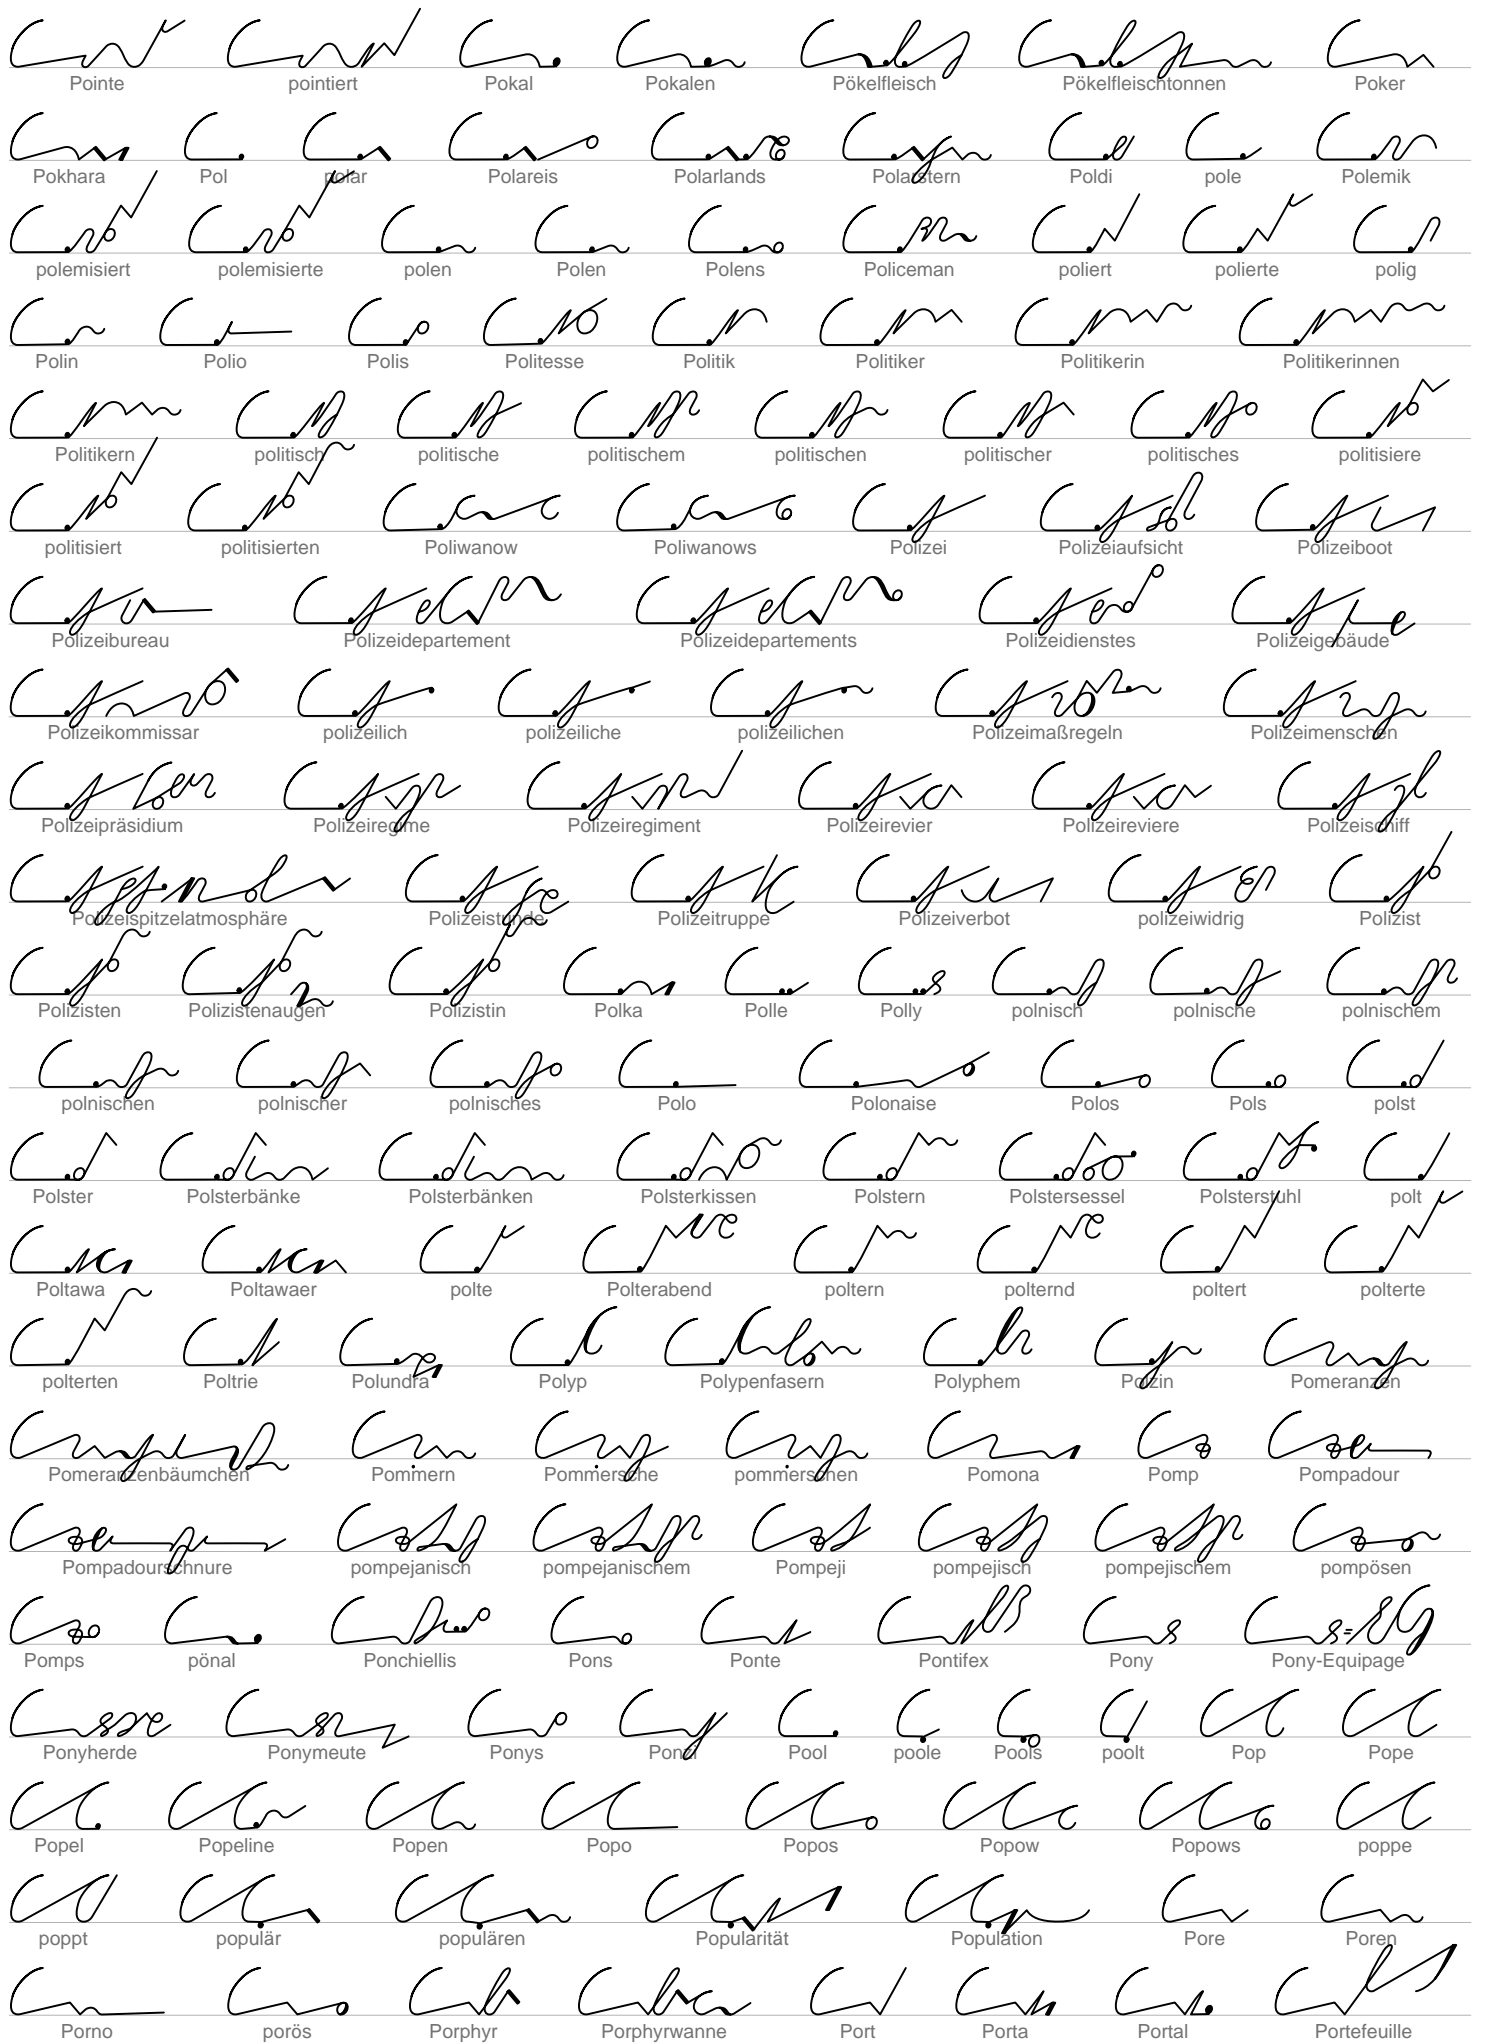 Pointe pointiert Pokal Pokalen Pökelfleisch Pökelfleischtonnen Poker
Pokhara Pol polar Polareis Polarlands Polarstern Poldi pole Polemik
polemisiert polemisierte polen Polen Polens Policeman poliert polierte polig
Polin Polio Polis Politesse Politik Politiker Politikerin Politikerinnen
Politikern politisch politische politischem politischen politischer politisches politisiere
politisiert politisierten Poliwanow Poliwanows Polizei Polizeiaufsicht Polizeiboot
Polizeibureau Polizeidepartement Polizeidepartements Polizeidienstes Polizeigebäude
Polizeikommissar polizeilich polizeiliche polizeilichen Polizeimaßregeln Polizeimenschen
Polizeipräsidium Polizeiregime Polizeiregiment Polizeirevier Polizeireviere Polizeischiff
Polizeispitzelatmosphäre Polizeistunde Polizeitruppe Polizeiverbot polizeiwidrig Polizist
Polizisten Polizistenaugen Polizistin Polka Polle Polly polnisch polnische polnischem
polnischen polnischer polnisches Polo Polonaise Polos Pols polst
Polster Polsterbänke Polsterbänken Polsterkissen Polstern Polstersessel Polsterstuhl polt
Poltawa Poltawaer polte Polterabend poltern polternd poltert polterte
polterten Poltrie Polundra Polyp Polypenfasern Polyphem Polzin Pomeranzen
Pomeranzenbäumchen Pommern Pommersche pommerschen Pomona Pomp Pompadour
Pompadourschnure pompejanisch pompejanischem Pompeji pompejisch pompejischem pompösen
Pomps pönal Ponchiellis Pons Ponte Pontifex Pony Pony-Equipage
Ponyherde Ponymeute Ponys Ponzi Pool poole Pools poolt Pop Pope
Popel Popeline Popen Popo Popos Popow Popows poppe
poppt populär populären Popularität Population Pore Poren
Porno porös Porphyr Porphyrwanne Port Porta Portal Portefeuille